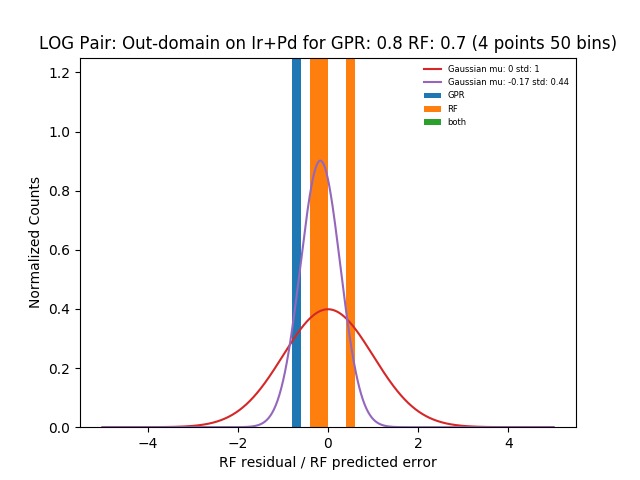 LOG Pair: Out-domain on Ir+Pd for GPR: 0.8 RF: 0.7 (4 points 50 bins)
Gaussian mu: 0 std: 1
Gaussian mu: -0.17 std: 0.44
GPR
RF
both
Normalized Counts
1.2
1.0
0.8
0.6
0.4
0.2
0.0
−4
−2
0
2
4
RF residual / RF predicted error